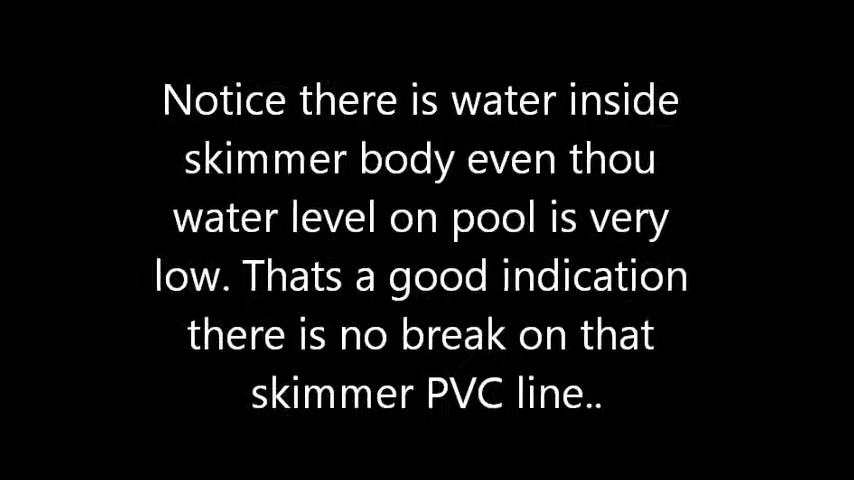 Notice there is water inside
skimmer body even thou
water level on pool is very
low. Thats a good indication
there is no break on that
skimmer PVC line..